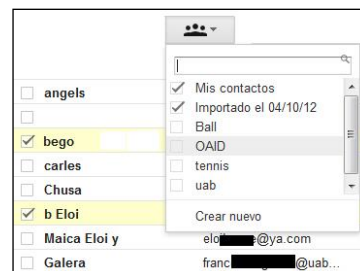 angels
Mis contactos
Importado el 04/10/12
bego
Ball
carles
OAID
Chusa
tennis
b Eloi
uab
Crear nuevo
Maica Eloi y
@ya.com
Galera
franc @uab...